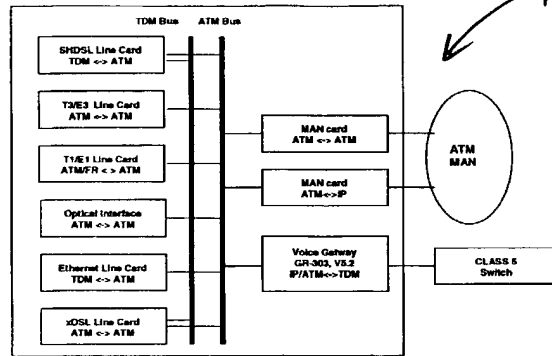 TDM Bus ATM Bus
SHDSL Line Card
TDM <-> ATM
T3/E3 Line Card
ATM <-> ATM
T1/E1 Line Card
ATM/FR <-> ATM
Optical Interface
ATM <-> ATM
Ethernet Line Card
TDM <-> ATM
xDSL Line Card
ATM <-> ATM
MAN card
ATM <-> ATM
MAN card
ATM<->IP
Voice Gatway
GR-303, V5.2
IP/ATM<->TDM
ATM
MAN
CLASS 5
Switch